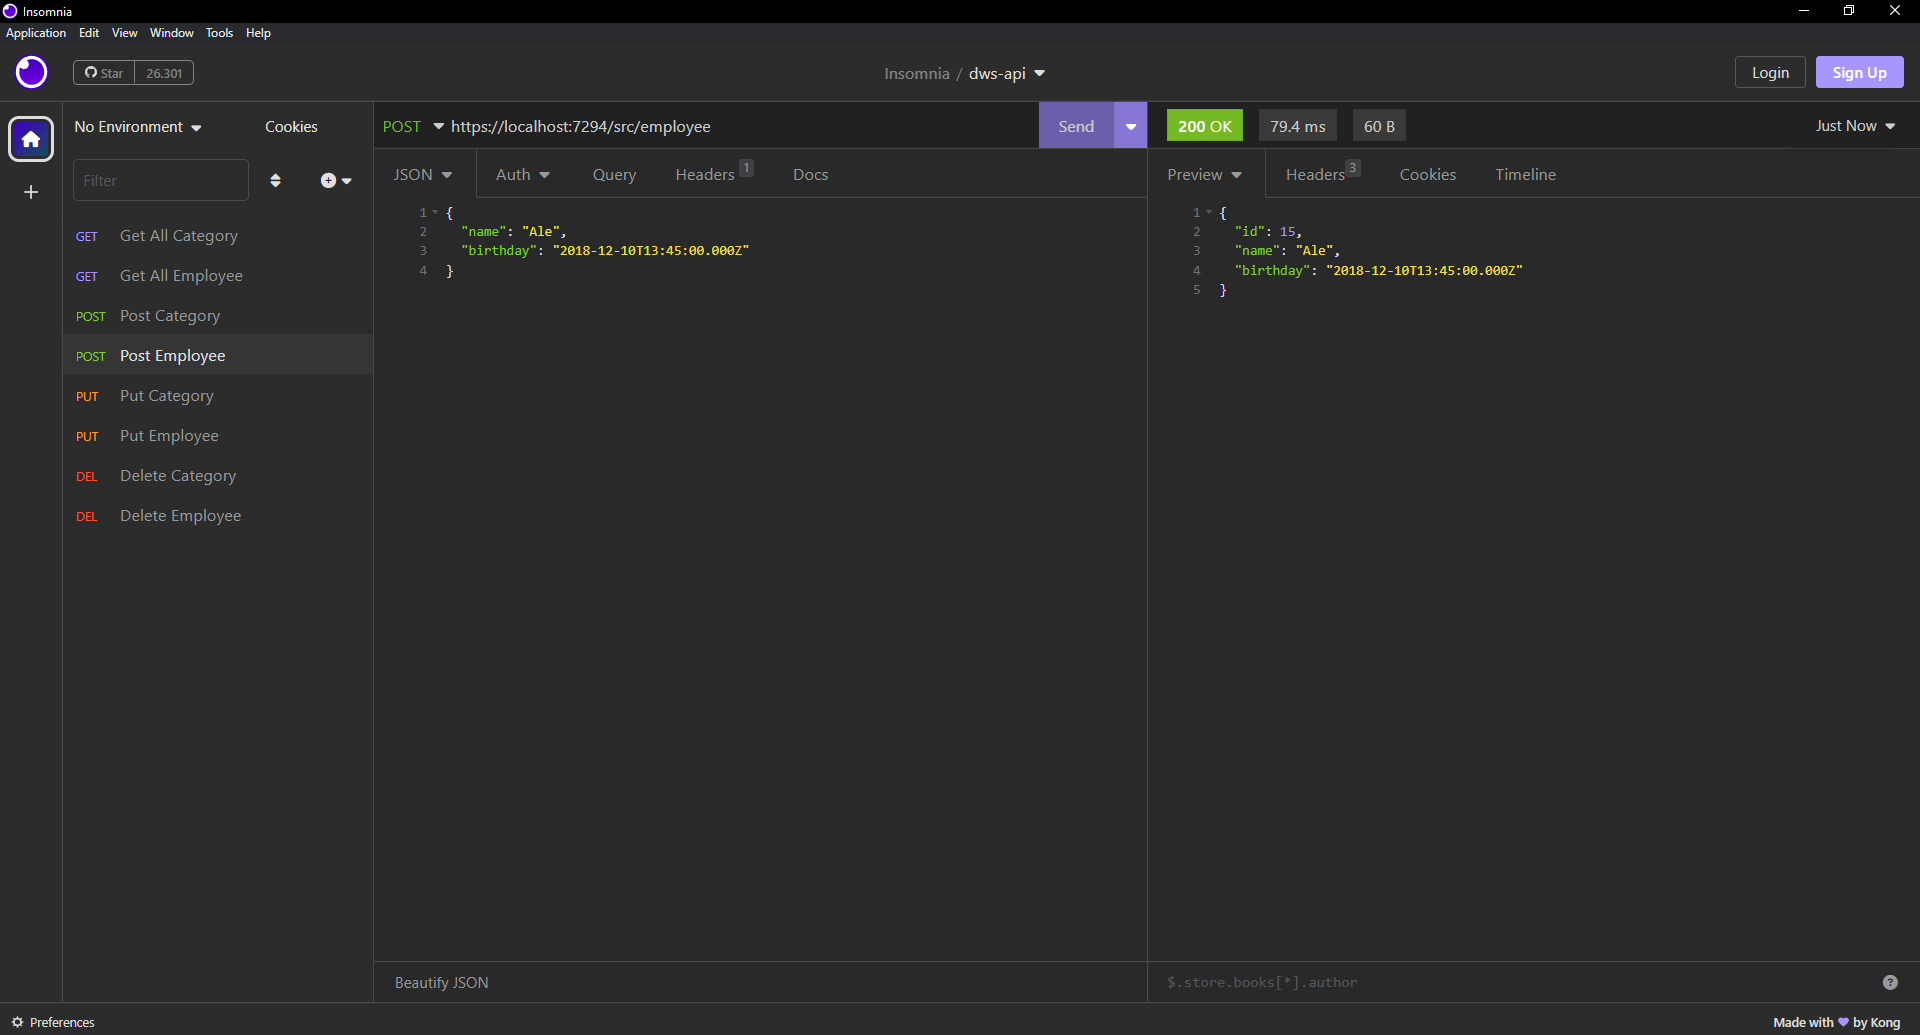 Insomnia
Application Edit View Window Tools Help
Star 26.301
Insomnia / dws-api
Login Sign Up
No Environment Cookies
POST https://localhost:7294/src/employee
Send
200 OK 79.4 ms 60 B
Just Now
Filter
JSON Auth Query Headers 1 Docs
Preview Headers 3 Cookies Timeline
GET Get All Category
GET Get All Employee
POST Post Category
POST Post Employee
PUT Put Category
PUT Put Employee
DEL Delete Category
DEL Delete Employee
1 {
2 "name": "Ale",
3 "birthday": "2018-12-10T13:45:00.000Z"
4 }
1 {
2 "id": 15,
3 "name": "Ale",
4 "birthday": "2018-12-10T13:45:00.000Z"
5 }
Beautify JSON
$.store.books[*].author
?
Preferences
Made with 💜 by Kong